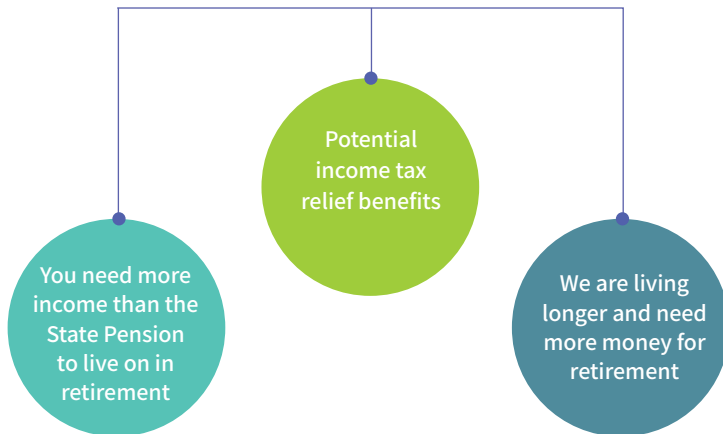 You need more
income than the
State Pension
to live on in
retirement
Potential
income tax
relief benefits
We are living
longer and need
more money for
retirement